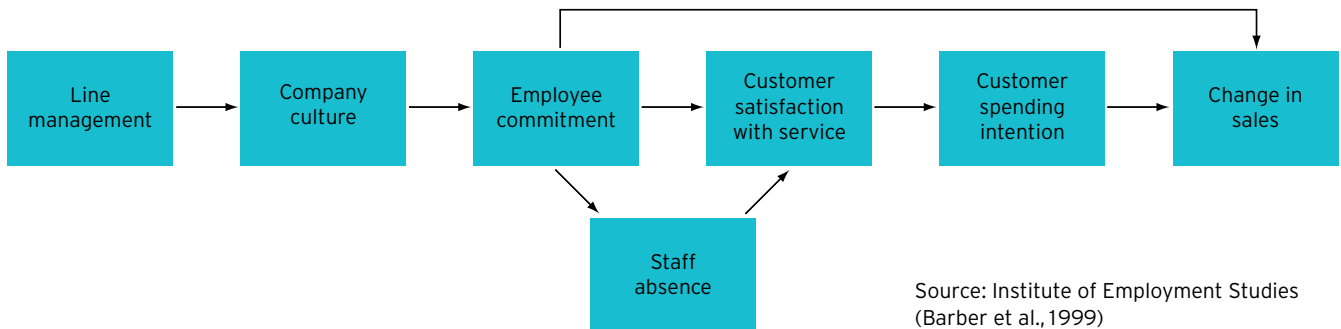 Line
management
Company
culture
Employee
commitment
Customer
satisfaction
with service
Customer
spending
intention
Change in
sales
Staff
absence
Source: Institute of Employment Studies
(Barber et al., 1999)